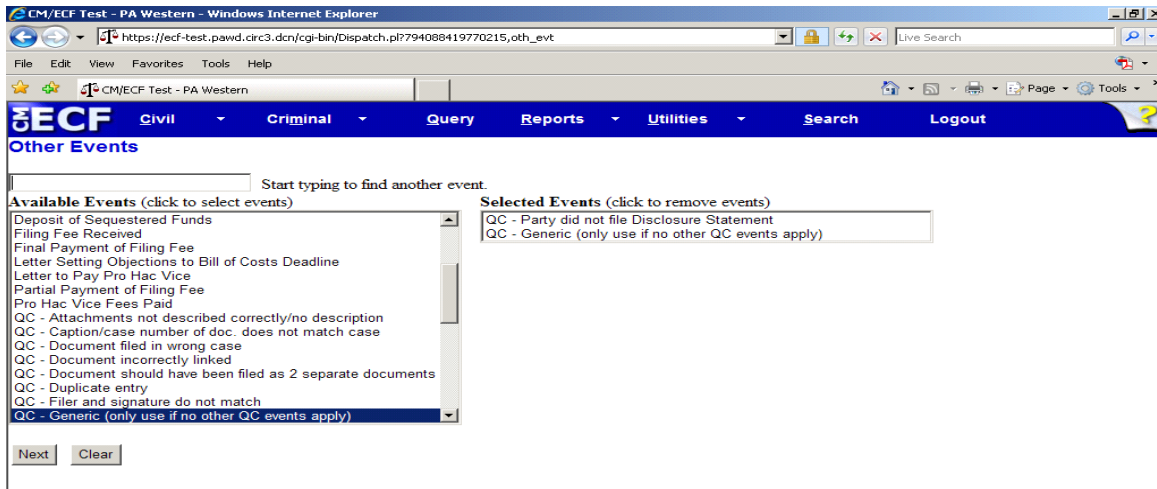 CM/ECF Test - PA Western - Windows Internet Explorer
https://ecf-test.pawd.circ3.dcn/cgi-bin/Dispatch.pl?794088419770215,oth_evt
Live Search
File Edit View Favorites Tools Help
CM/ECF Test - PA Western
Page Tools
CM ECF Civil Criminal Query Reports Utilities Search Logout ?
Other Events
Start typing to find another event.
Available Events (click to select events)
Selected Events (click to remove events)
Deposit of Sequestered Funds
Filing Fee Received
Final Payment of Filing Fee
Letter Setting Objections to Bill of Costs Deadline
Letter to Pay Pro Hac Vice
Partial Payment of Filing Fee
Pro Hac Vice Fees Paid
QC - Attachments not described correctly/no description
QC - Caption/case number of doc. does not match case
QC - Document filed in wrong case
QC - Document incorrectly linked
QC - Document should have been filed as 2 separate documents
QC - Duplicate entry
QC - Filer and signature do not match
QC - Generic (only use if no other QC events apply)
QC - Party did not file Disclosure Statement
QC - Generic (only use if no other QC events apply)
Next Clear